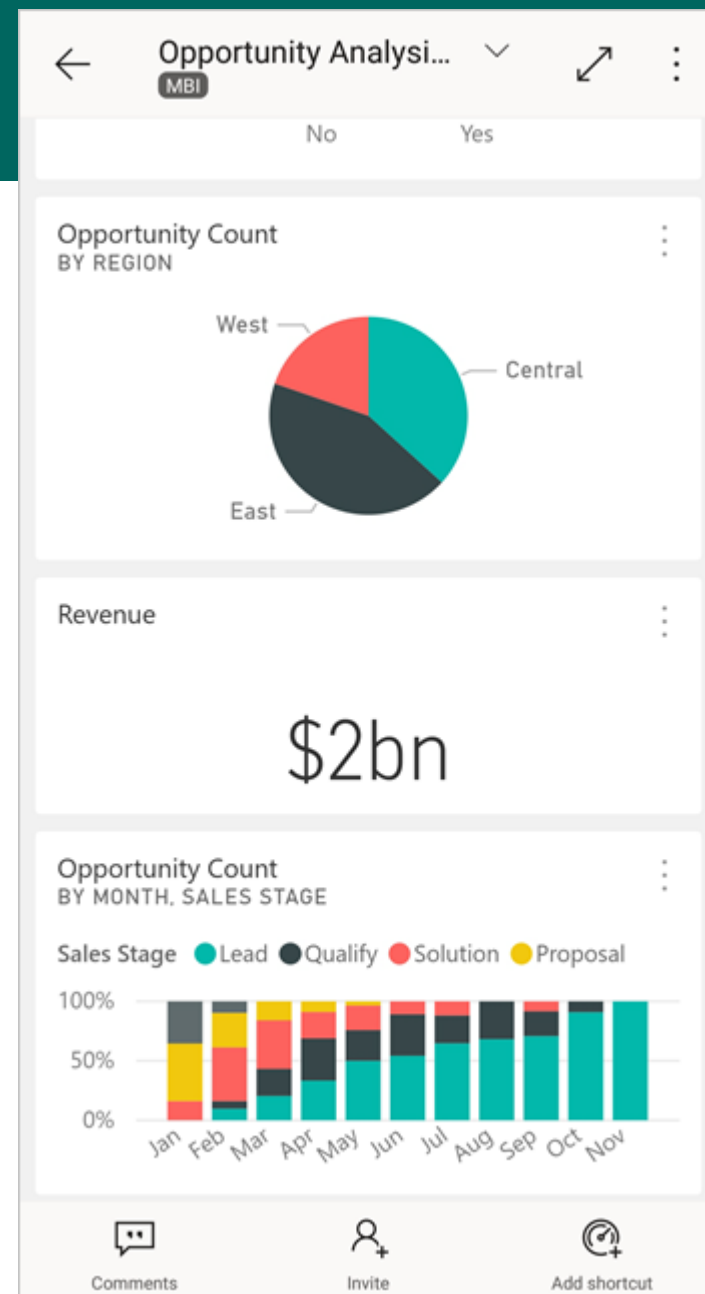 Opportunity Analysi...
MBI
No Yes
Opportunity Count
BY REGION
West
Central
East
Revenue
$2bn
Opportunity Count
BY MONTH, SALES STAGE
Sales Stage Lead Qualify Solution Proposal
100%
50%
0%
Jan Feb Mar Apr May Jun Jul Aug Sep Oct Nov
Comments Invite Add shortcut